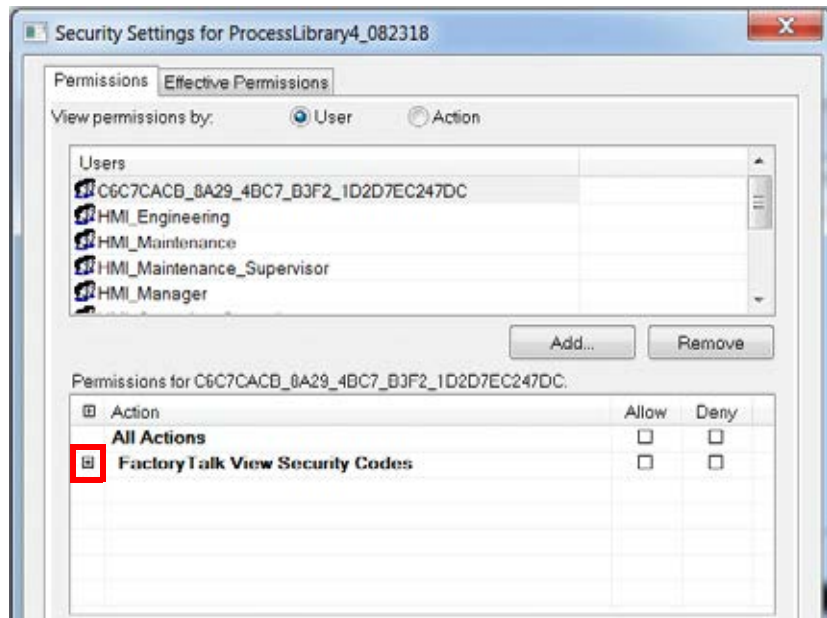 Security Settings for ProcessLibrary4_082318
Permissions Effective Permissions
View permissions by: User Action
Users
C6C7CACB_8A29_4BC7_B3F2_1D2D7EC247DC
HMI_Engineering
HMI_Maintenance
HMI_Maintenance_Supervisor
HMI_Manager
Add... Remove
Permissions for C6C7CACB_8A29_4BC7_B3F2_1D2D7EC247DC.
Action Allow Deny
All Actions
FactoryTalk View Security Codes